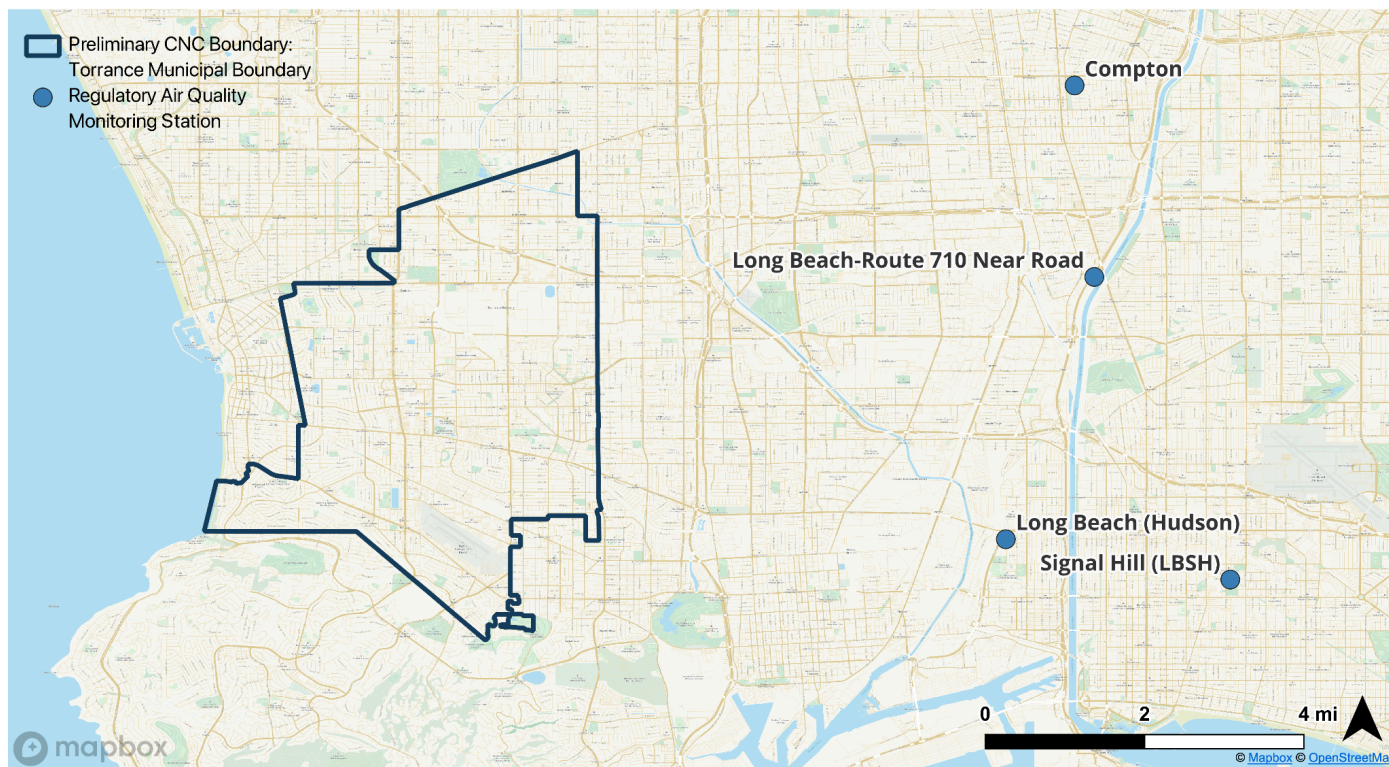 Preliminary CNC Boundary:
Torrance Municipal Boundary
Regulatory Air Quality
Monitoring Station
Compton
Long Beach-Route 710 Near Road
Long Beach (Hudson)
Signal Hill (LBSH)
0 2 4 mi
mapbox
© Mapbox © OpenStreetMa